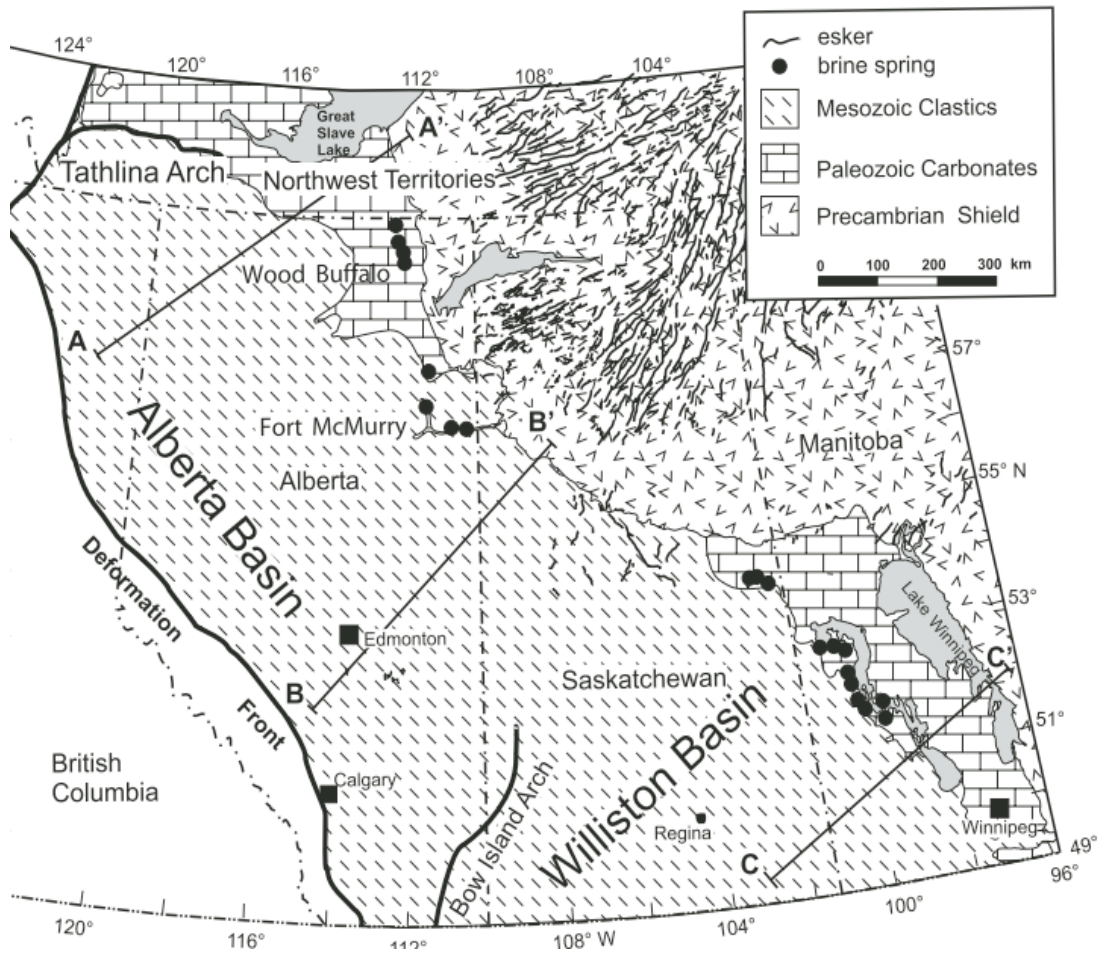 124°
120°
116°
112°
108°
104°
esker
brine spring
Mesozoic Clastics
Paleozoic Carbonates
Precambrian Shield
0 100 200 300 km
Great
Slave
Lake
A'
Tathlina Arch
Northwest Territories
Wood Buffalo
A
57°
Fort McMurry
B'
Manitoba
Alberta
55° N
Alberta Basin
Deformation
Front
53°
Lake Winnipeg
Edmonton
C'
Saskatchewan
B
51°
British
Columbia
Calgary
Bow Island Arch
Williston Basin
Regina
Winnipeg
C
49°
96°
120°
116°
112°
108° W
104°
100°